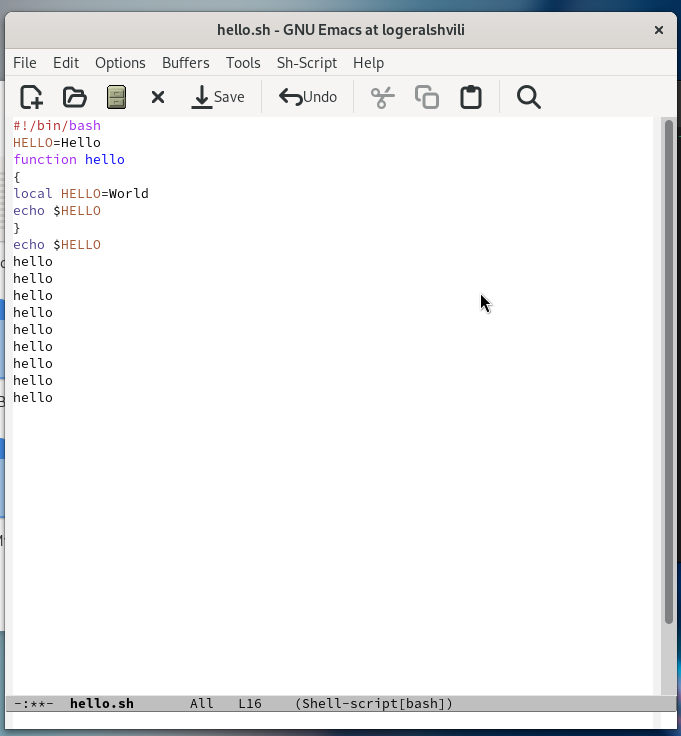 hello.sh - GNU Emacs at logeralshvili
File Edit Options Buffers Tools Sh-Script Help
Save Undo
#!/bin/bash
HELLO=Hello
function hello
{
local HELLO=World
echo $HELLO
}
echo $HELLO
hello
hello
hello
hello
hello
hello
hello
hello
hello
-:**- hello.sh All L16 (Shell-script[bash])